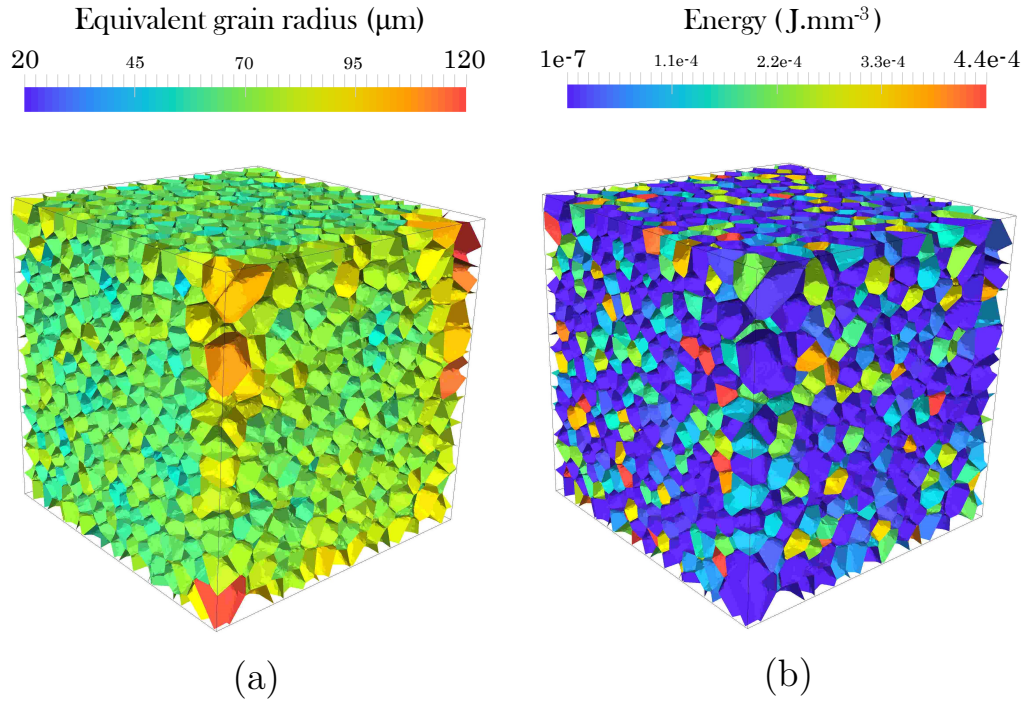 Equivalent grain radius (μm)
20 45 70 95 120
Energy (J.mm-3)
1e-7 1.1e-4 2.2e-4 3.3e-4 4.4e-4
(a)
(b)